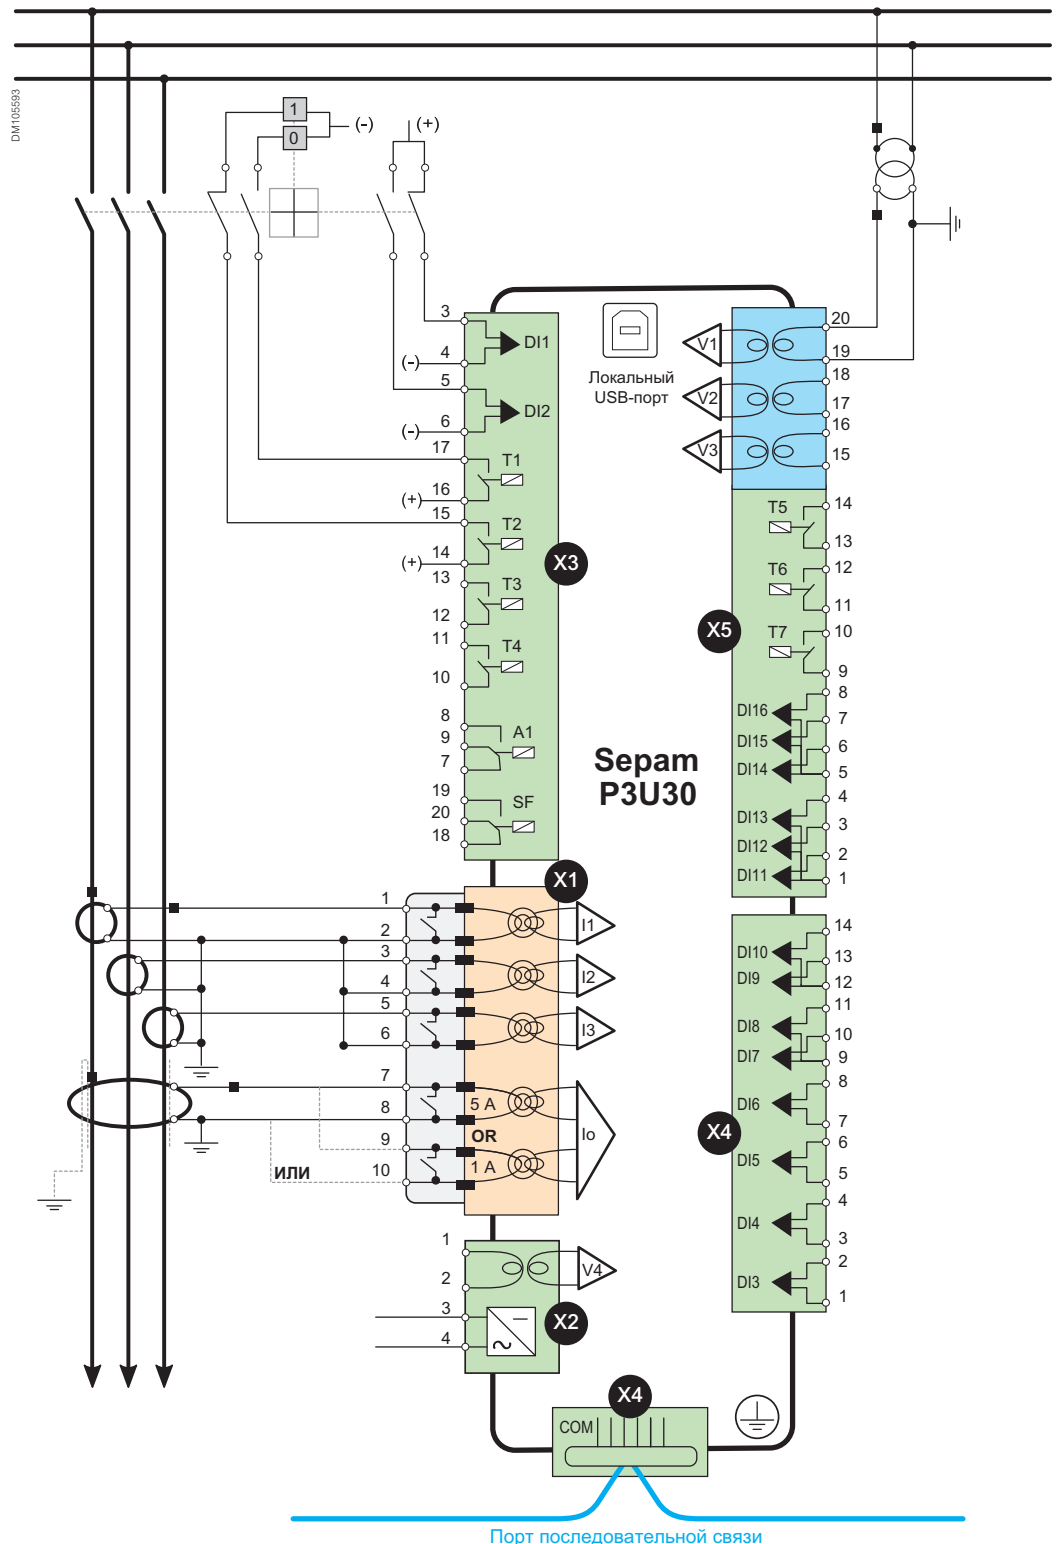 DM105593
1
0
(-)
(+)
3
4
(-)
5
6
(-)
17
16
(+)
15
14
(+)
13
12
11
10
8
9
7
19
20
18
DI1
DI2
T1
T2
T3
T4
A1
SF
X3
Локальный
USB-порт
V1
V2
V3
20
19
18
17
16
15
T5
T6
T7
14
13
12
11
10
9
8
7
6
5
4
3
2
1
X5
DI16
DI15
DI14
DI13
DI12
DI11
Sepam
P3U30
X1
1
2
3
4
5
6
7
8
9
10
ИЛИ
5 A
OR
1 A
I1
I2
I3
Io
X4
DI10
DI9
DI8
DI7
DI6
DI5
DI4
DI3
14
13
12
11
10
9
8
7
6
5
4
3
2
1
1
2
3
4
V4
X2
X4
COM
Порт последовательной связи